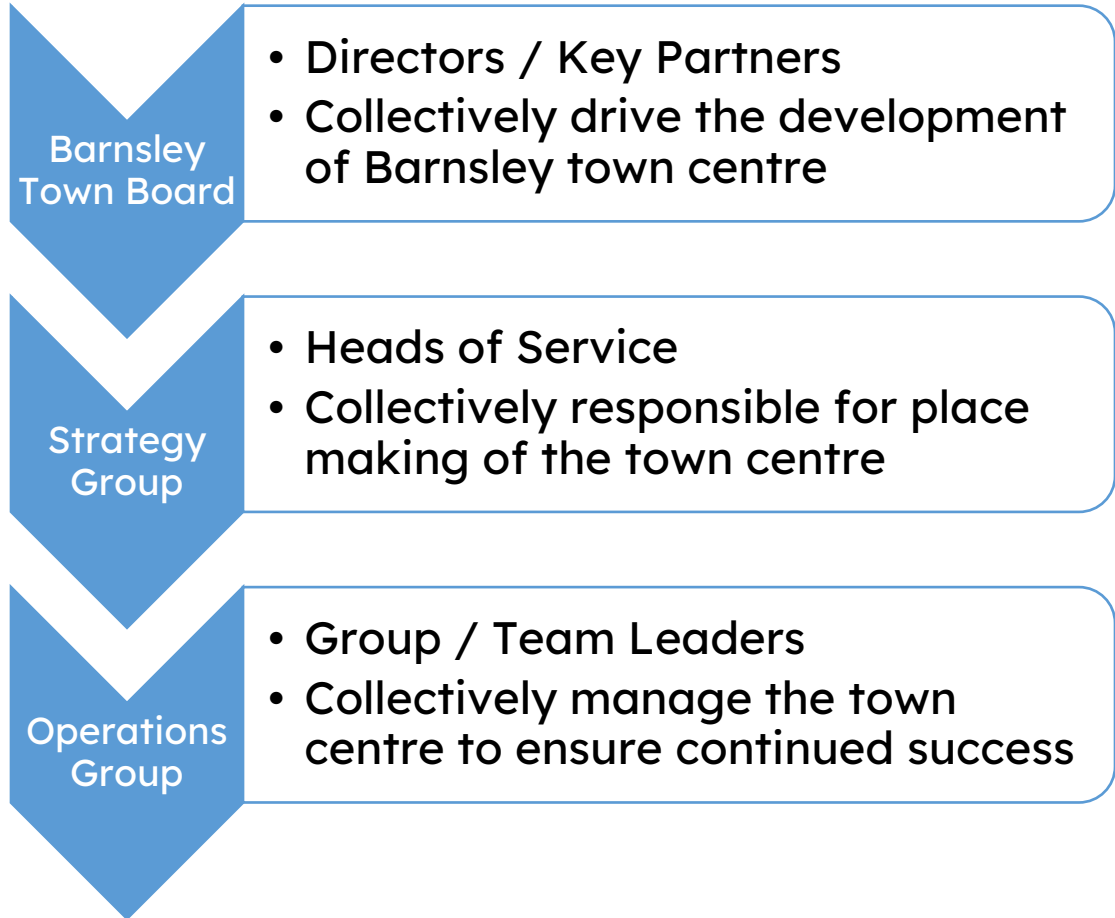 Barnsley
Town Board
• Directors / Key Partners
• Collectively drive the development
of Barnsley town centre
Strategy
Group
• Heads of Service
• Collectively responsible for place
making of the town centre
Operations
Group
• Group / Team Leaders
• Collectively manage the town
centre to ensure continued success